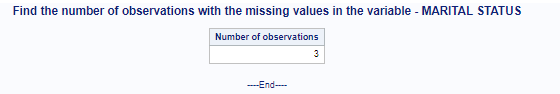 Find the number of observations with the missing values in the variable - MARITAL STATUS
Number of observations
3
----End----